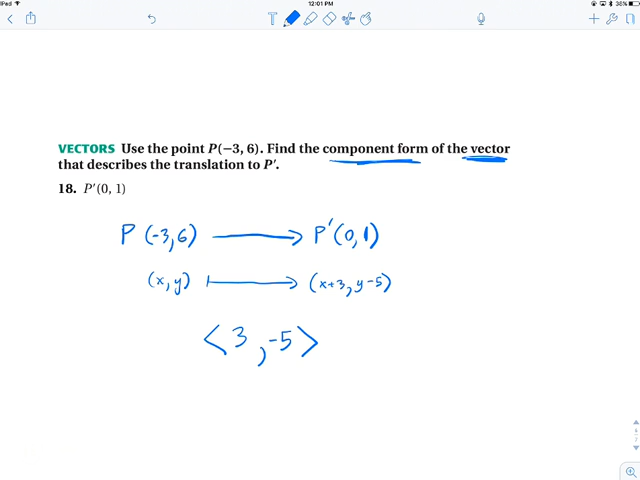 iPad
12:01 PM
36%
T
VECTORS Use the point P(−3, 6). Find the component form of the vector
that describes the translation to P′.
18. P′(0, 1)
P (-3, 6) ⟶ P′(0, 1)
(x, y) ⟼ (x+3, y-5)
<3, -5>